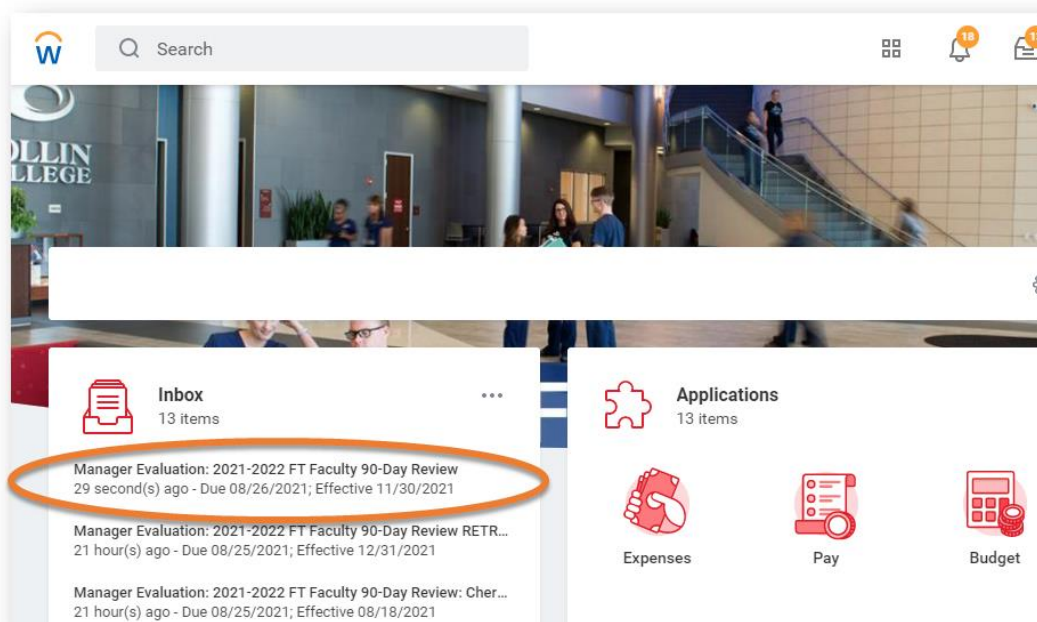 W
Search
18
OLLIN
LLEGE
Inbox
13 items
Applications
13 items
Manager Evaluation: 2021-2022 FT Faculty 90-Day Review
29 second(s) ago - Due 08/26/2021; Effective 11/30/2021
Manager Evaluation: 2021-2022 FT Faculty 90-Day Review RETR...
21 hour(s) ago - Due 08/25/2021; Effective 12/31/2021
Manager Evaluation: 2021-2022 FT Faculty 90-Day Review: Cher...
21 hour(s) ago - Due 08/25/2021; Effective 08/18/2021
Expenses
Pay
Budget